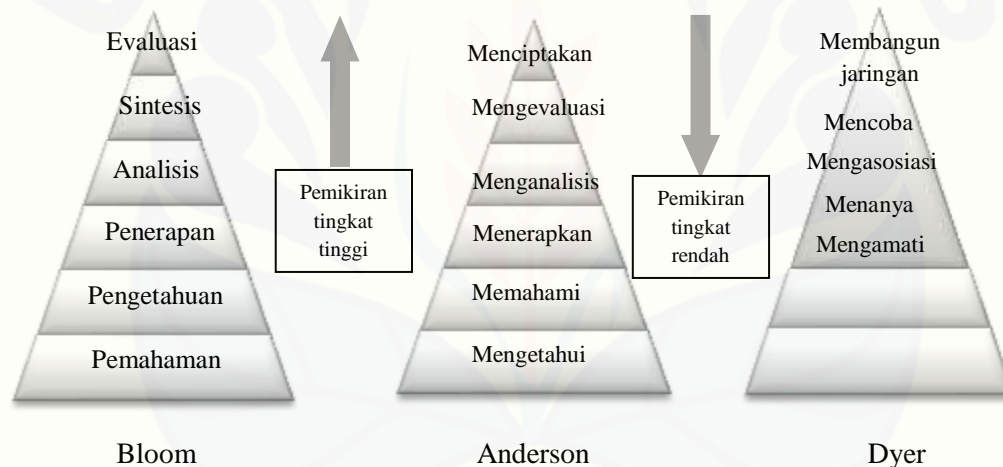 Evaluasi
Sintesis
Analisis
Penerapan
Pengetahuan
Pemahaman
Bloom
Pemikiran
tingkat
tinggi
Menciptakan
Mengevaluasi
Menganalisis
Menerapkan
Memahami
Mengetahui
Anderson
Pemikiran
tingkat
rendah
Membangun
jaringan
Mencoba
Mengasosiasi
Menanya
Mengamati
Dyer